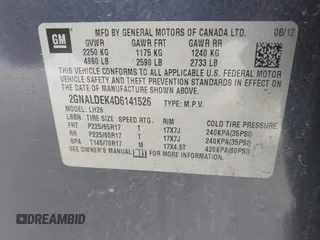 MFD BY GENERAL MOTORS OF CANADA LTD. 08/12
GVWR GAWR FRT GAWR RR
2250 KG 1175 KG 1240 KG
4960 LB 2590 LB 2733 LB
THIS VEHICLE CONFORMS TO ALL APPLICABLE U.S. FEDERAL MOTOR
VEHICLE SAFETY, BUMPER, AND THEFT PREVENTION STANDARDS IN
EFFECT ON THE DATE OF MANUFACTURE SHOWN ABOVE.
2GNALDEK4D6141526 TYPE: M.P.V.
LH26
TIRE SIZE SPEED RTG. RIM COLD TIRE PRESSURE
FRT P225/65R17 T 17X7J 240KPA(35PSI)
RR P225/65R17 T 17X7J 240KPA(35PSI)
SPA T145/70R17 M 17X4.5T 420KPA(60PSI)
SEE OWNER'S MANUAL FOR ADDITIONAL INFORMATION
DREAMBID DREAMBID